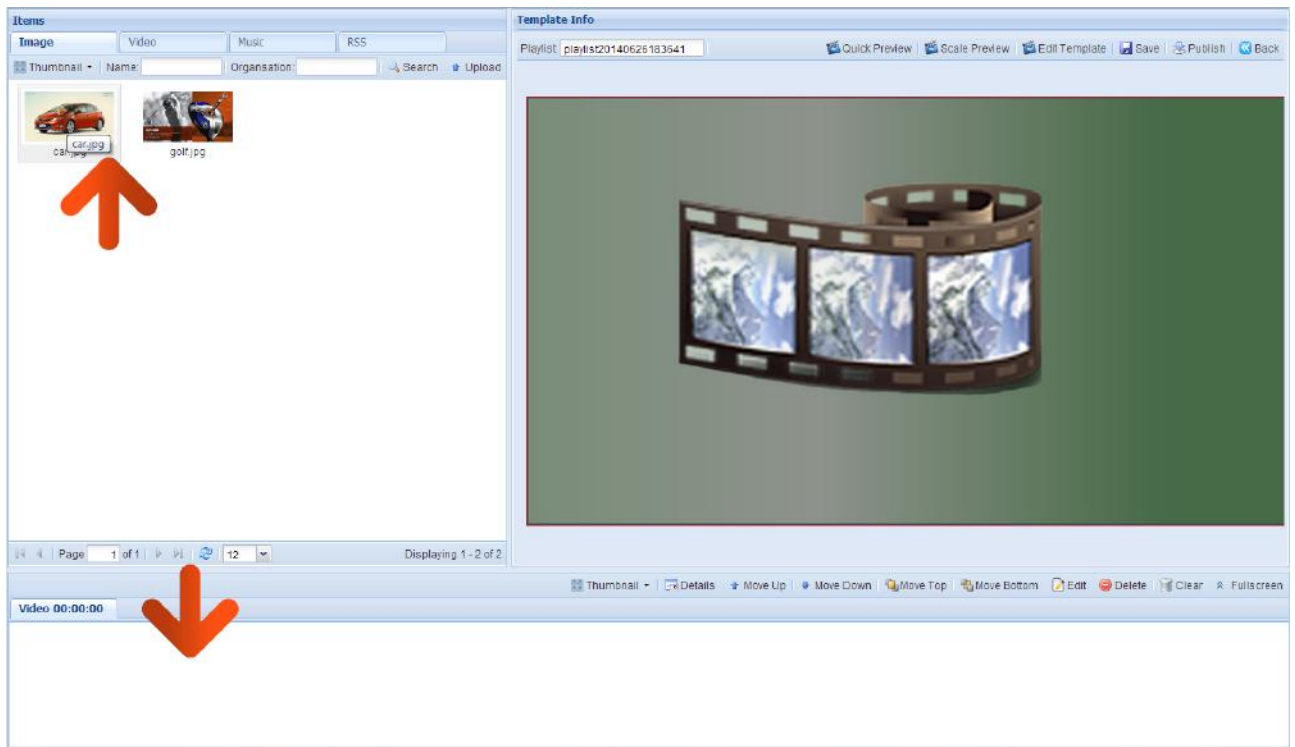 Items
Image Video Music RSS
Thumbnail Name: Organsation: Search Upload
car.jpg
car.jpg golf.jpg
Page 1 of 1 12 Displaying 1 - 2 of 2
Template Info
Playlist playlist20140626183641 Quick Preview Scale Preview Edit Template Save Publish Back
Thumbnail Details Move Up Move Down Move Top Move Bottom Edit Delete Clear Fullscreen
Video 00:00:00